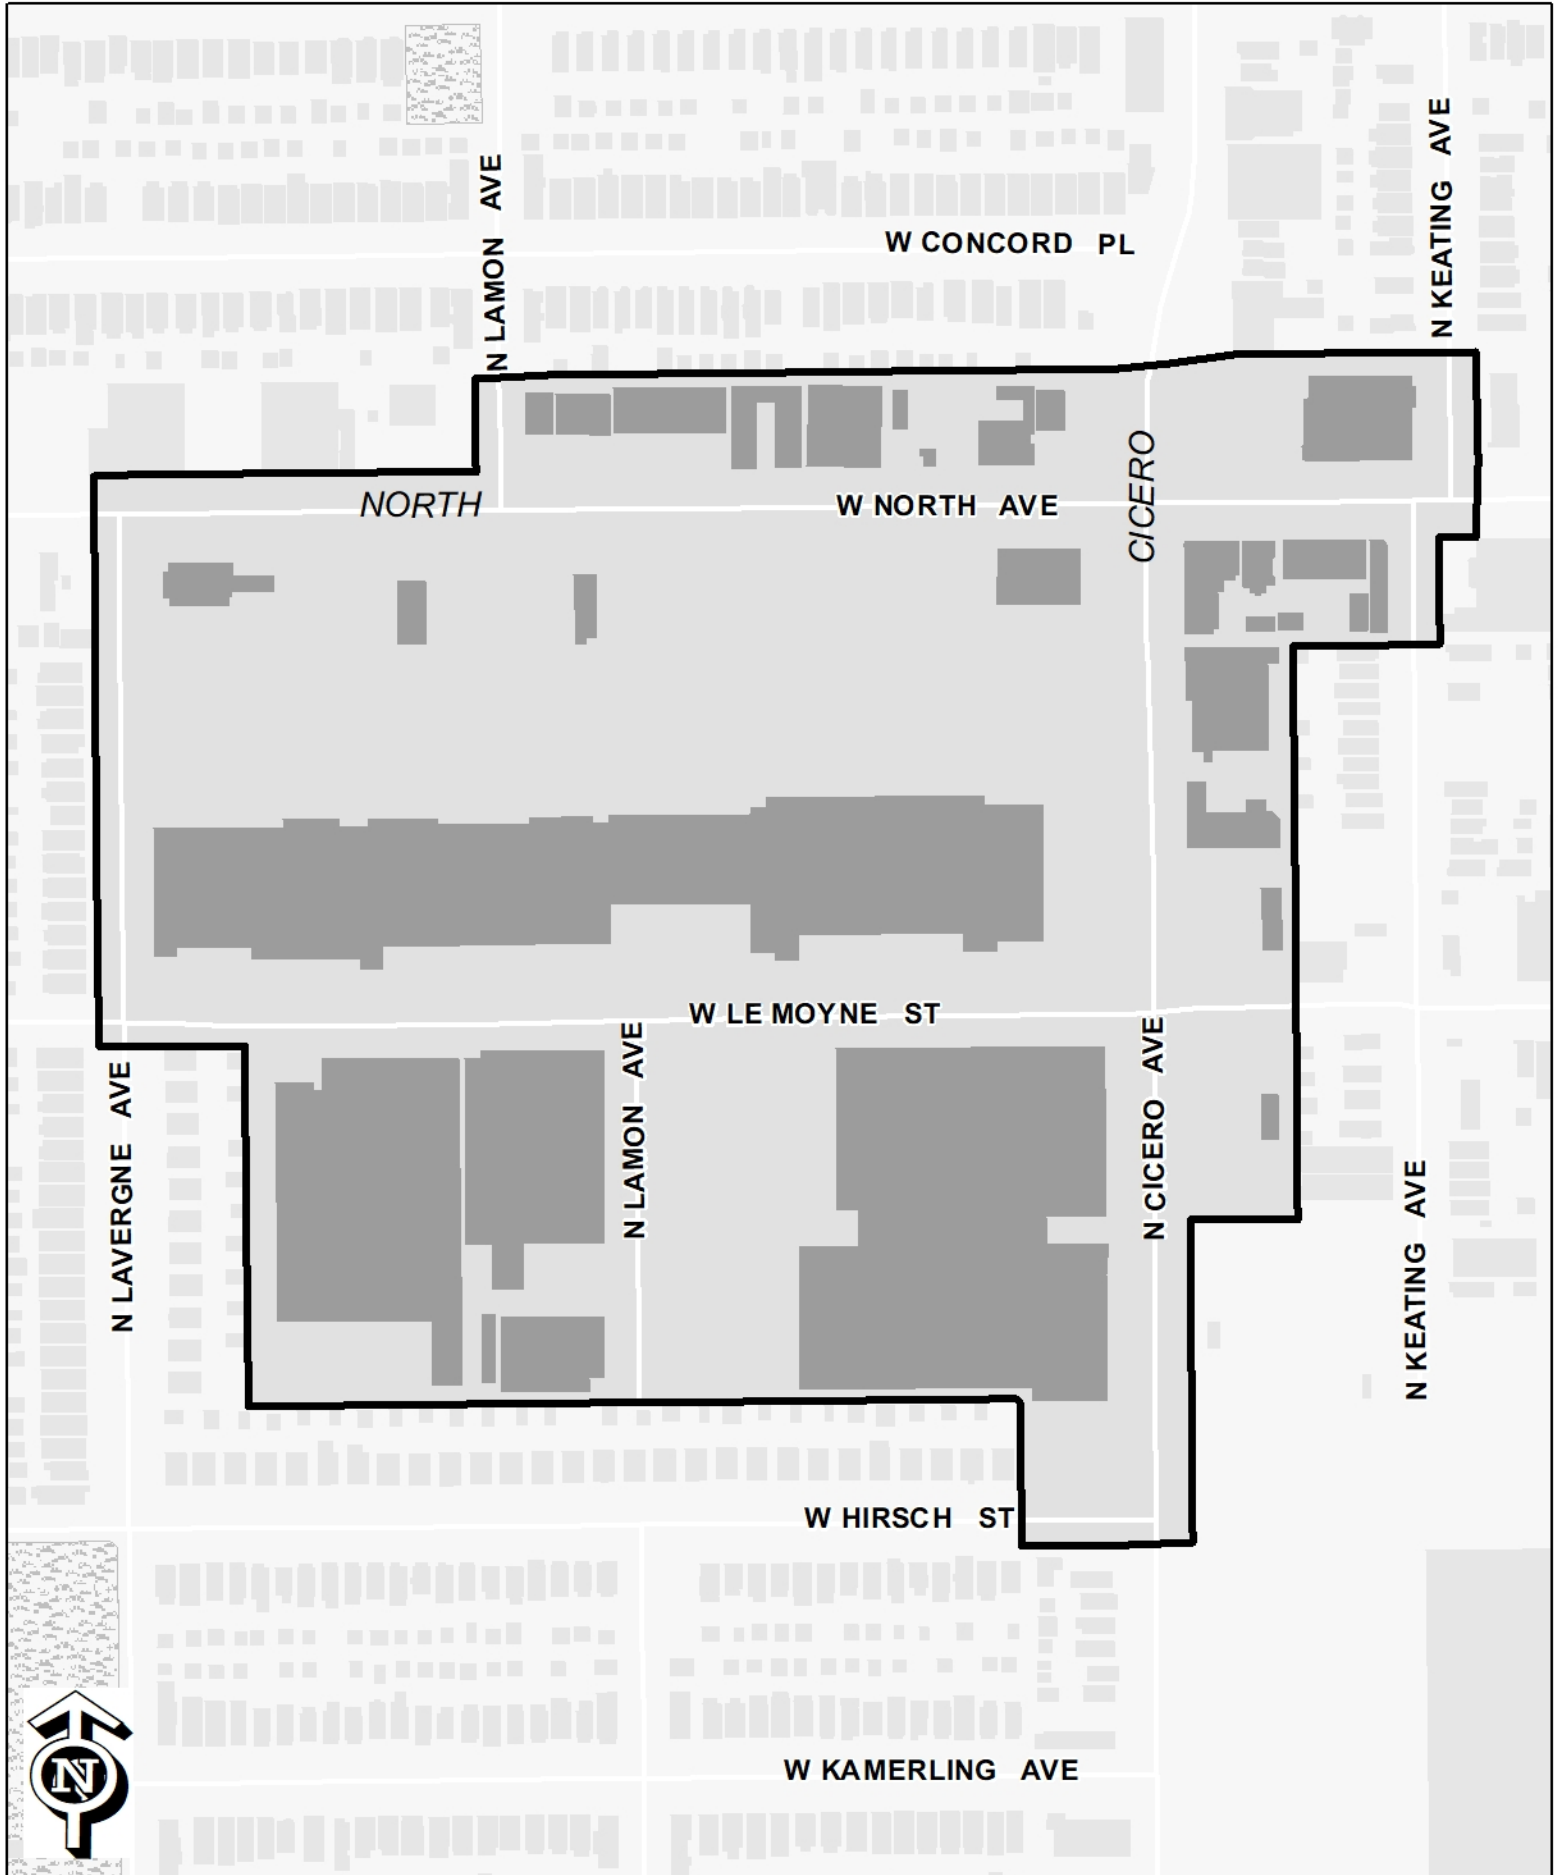 N LAMON AVE
N KEATING AVE
W CONCORD PL
NORTH
W NORTH AVE
CICERO
W LE MOYNE ST
N LAVERGNE AVE
N LAMON AVE
N CICERO AVE
N KEATING AVE
W HIRSCH ST
N
W KAMERLING AVE